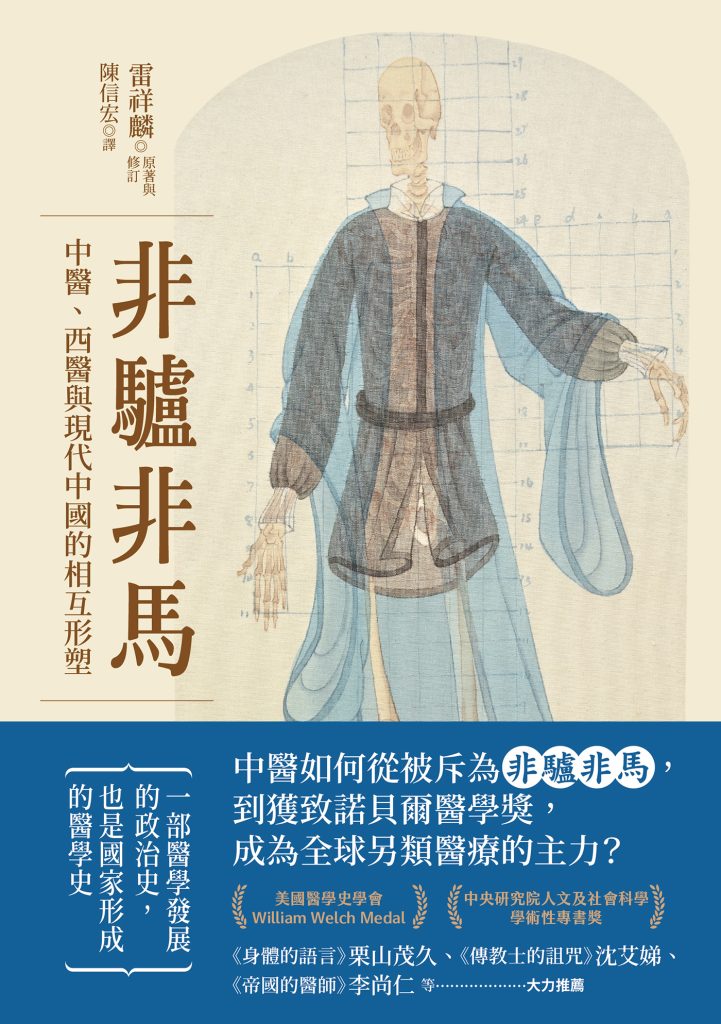 雷祥麟◎原著與修訂
陳信宏◎譯
非驢非馬
中醫、西醫與現代中國的相互形塑
一部醫學發展
的政治史，
也是國家形成
的醫學史
中醫如何從被斥為非驢非馬，
到獲致諾貝爾醫學獎，
成為全球另類醫療的主力？
美國醫學史學會
William Welch Medal
中央研究院人文及社會科學
學術性專書獎
《身體的語言》栗山茂久、《傳教士的詛咒》沈艾娣、
《帝國的醫師》李尚仁 等⋯⋯⋯⋯⋯⋯大力推薦